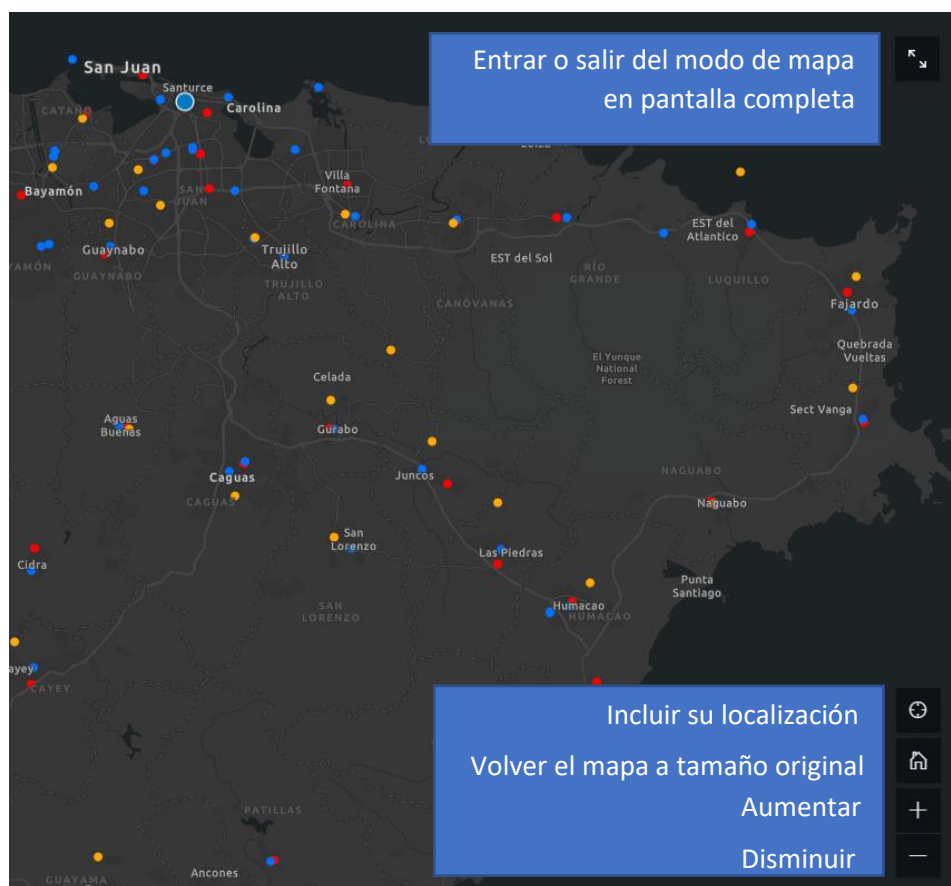 Entrar o salir del modo de mapa
en pantalla completa
San Juan
Santurce
CATAÑO
Carolina
Villa
Fontana
Bayamón
SAN
JUAN
CAROLINA
EST del
Atlantico
Guaynabo
Trujillo
Alto
EST del Sol
YAMÓN
GUAYNABO
TRUJILLO
ALTO
RÍO
GRANDE
LUQUILLO
CANÓVANAS
Fajardo
El Yunque
National
Forest
Quebrada
Vueltas
Celada
Sect Vanga
Aguas
Buenas
Gurabo
Caguas
Juncos
NAGUABO
CAGUAS
Naguabo
San
Lorenzo
Las Piedras
Cidra
Punta
Santiago
SAN
LORENZO
Humacao
HUMACAO
ayey
CAYEY
Incluir su localización
Volver el mapa a tamaño original
Aumentar
Disminuir
PATILLAS
Ancones
GUAYAMA